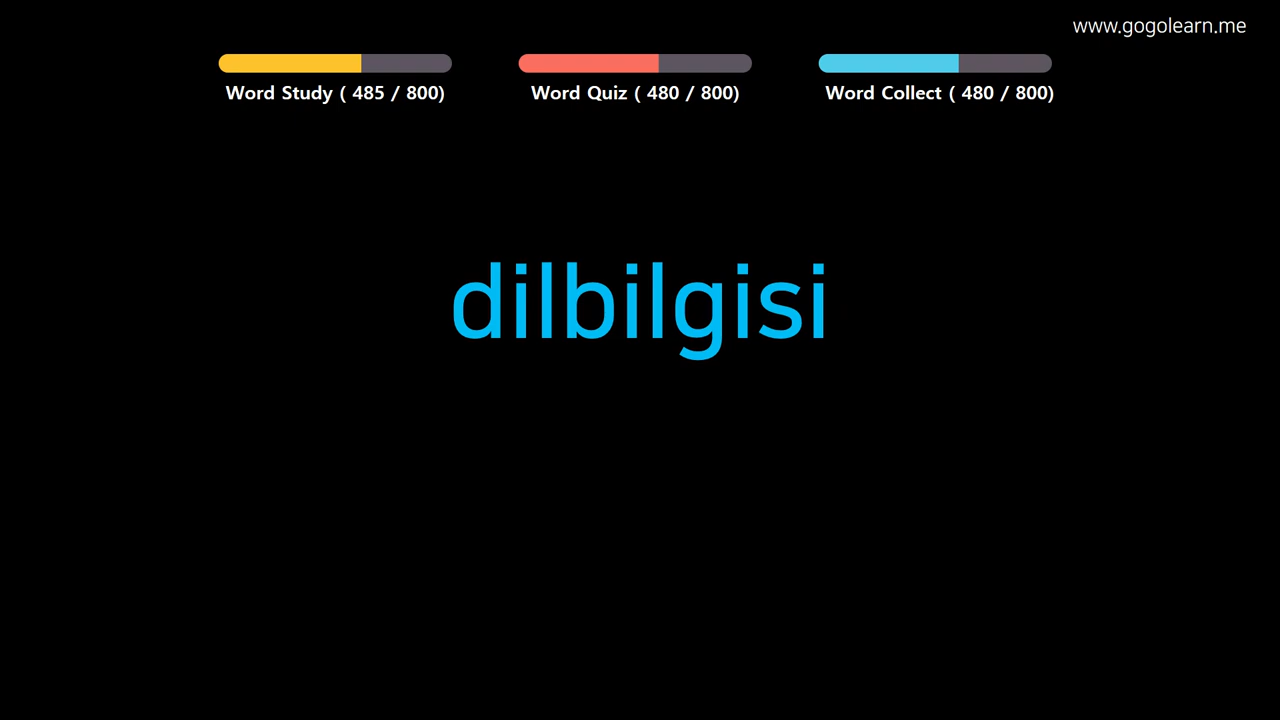 www.gogolearn.me
Word Study ( 485 / 800)
Word Quiz ( 480 / 800)
Word Collect ( 480 / 800)
dilbilgisi